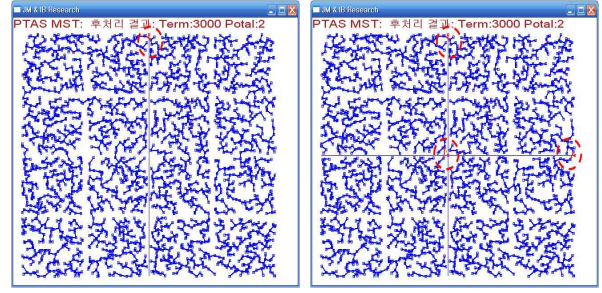 JM & IB Research
PTAS MST: 후처리 결과: Term:3000 Potal:2
JM & IB Research
PTAS MST: 후처리 결과: Term:3000 Potal:2